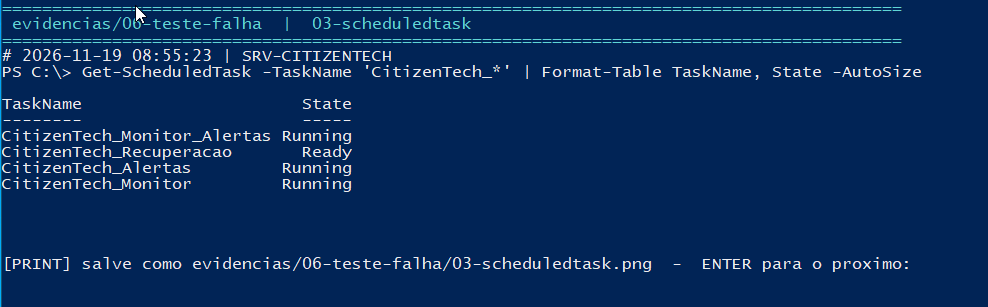 ==========================================================================================
evidencias/06-teste-falha | 03-scheduledtask
==========================================================================================
# 2026-11-19 08:55:23 | SRV-CITIZENTECH
PS C:\> Get-ScheduledTask -TaskName 'CitizenTech_*' | Format-Table TaskName, State -AutoSize
TaskName State
-------- -----
CitizenTech_Monitor_Alertas Running
CitizenTech_Recuperacao Ready
CitizenTech_Alertas Running
CitizenTech_Monitor Running
[PRINT] salve como evidencias/06-teste-falha/03-scheduledtask.png - ENTER para o proximo: